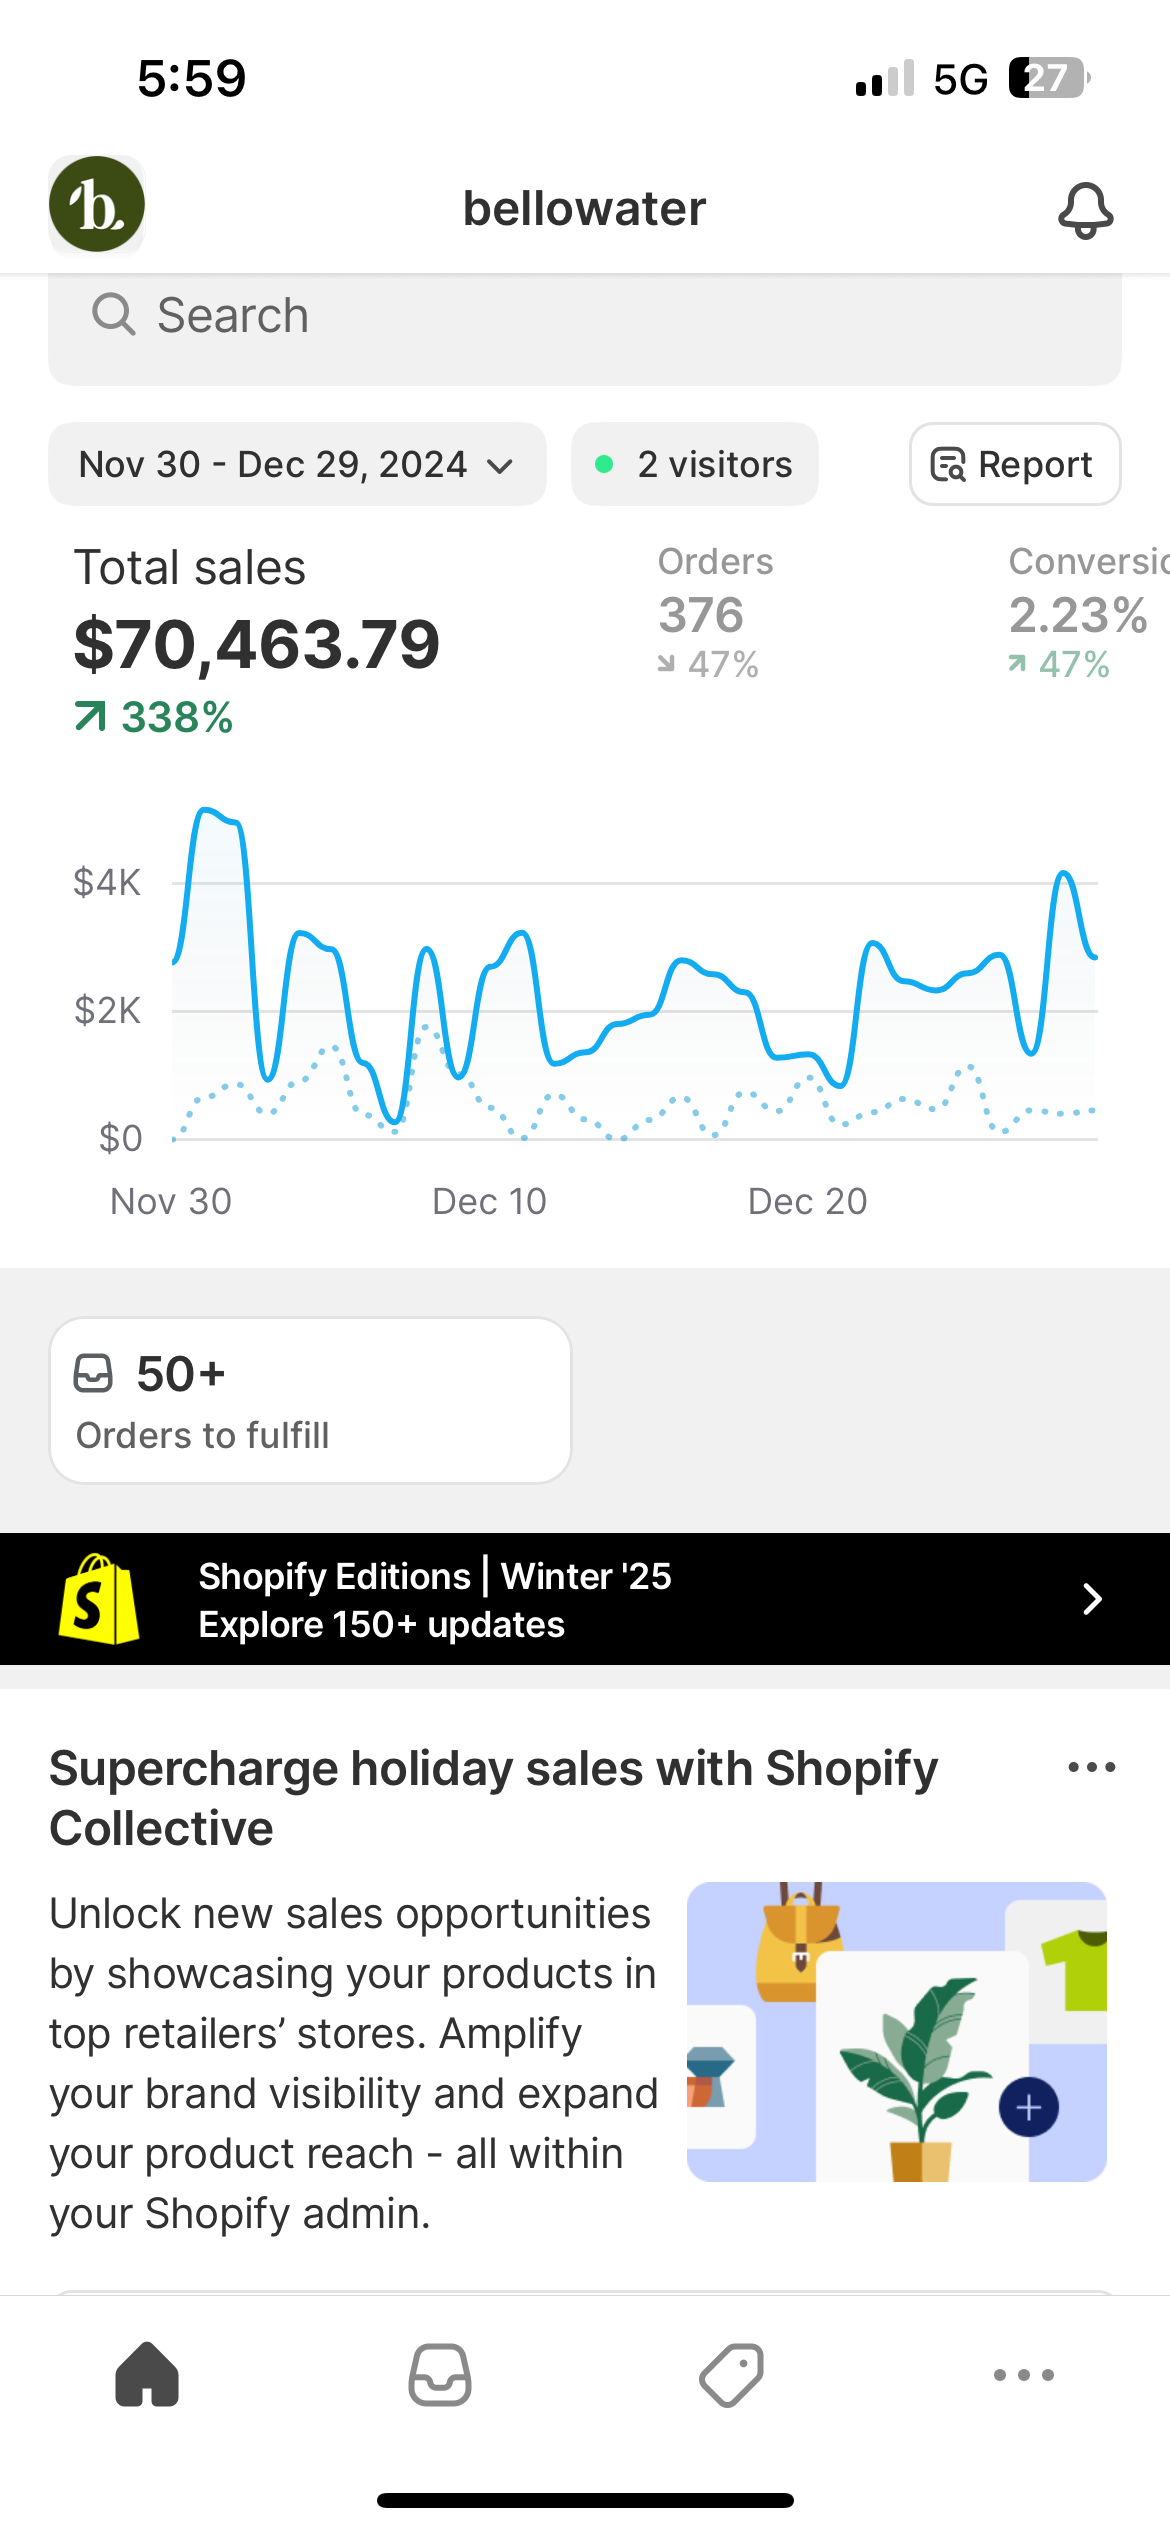 5:59
5G 27
b.
bellowater
Search
Nov 30 - Dec 29, 2024
2 visitors
Report
Total sales
$70,463.79
338%
Orders
376
47%
Conversio
2.23%
47%
$4K
$2K
$0
Nov 30 Dec 10 Dec 20
50+
Orders to fulfill
S
Shopify Editions | Winter '25
Explore 150+ updates
Supercharge holiday sales with Shopify
Collective
Unlock new sales opportunities
by showcasing your products in
top retailers’ stores. Amplify
your brand visibility and expand
your product reach - all within
your Shopify admin.